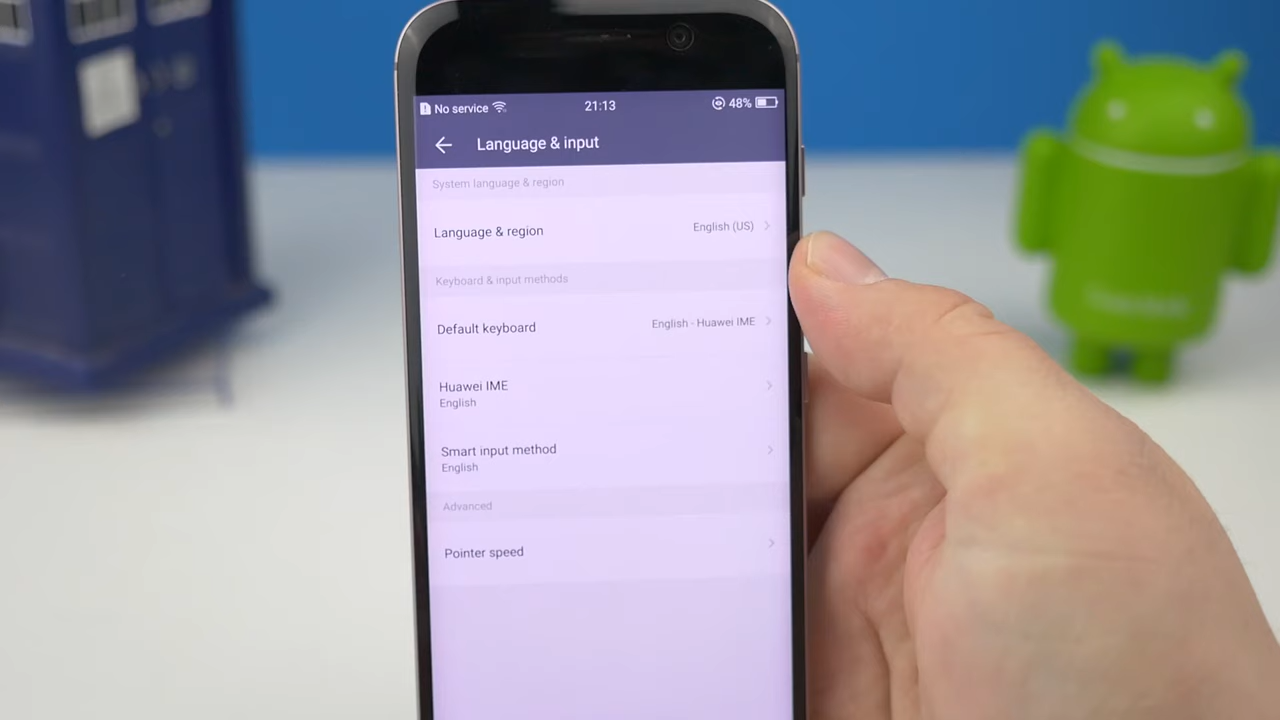 No service 21:13 48%
Language & input
System language & region
Language & region English (US)
Keyboard & input methods
Default keyboard English - Huawei IME
Huawei IME
English
Smart input method
English
Advanced
Pointer speed